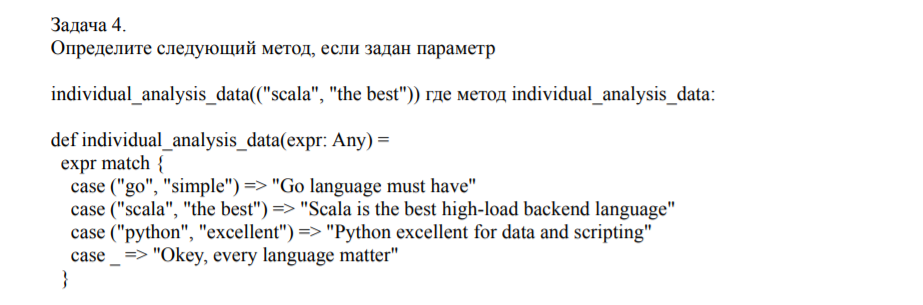 Задача 4.
Определите следующий метод, если задан параметр
individual_analysis_data(("scala", "the best")) где метод individual_analysis_data:
def individual_analysis_data(expr: Any) =
expr match {
case ("go", "simple") => "Go language must have"
case ("scala", "the best") => "Scala is the best high-load backend language"
case ("python", "excellent") => "Python excellent for data and scripting"
case _ => "Okey, every language matter"
}